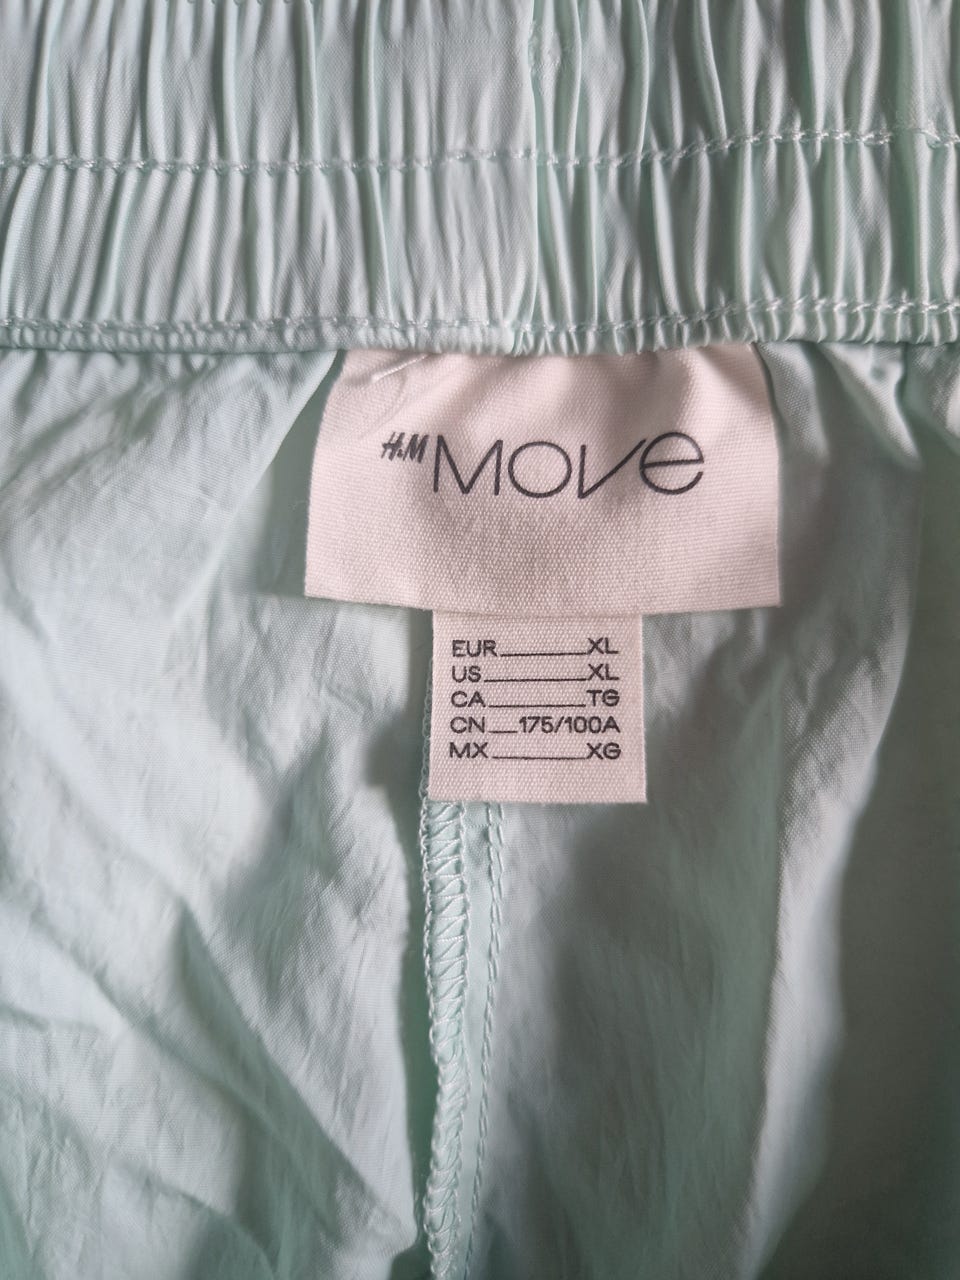 H&M MOVE
EUR XL
US XL
CA TG
CN 175/100A
MX XG